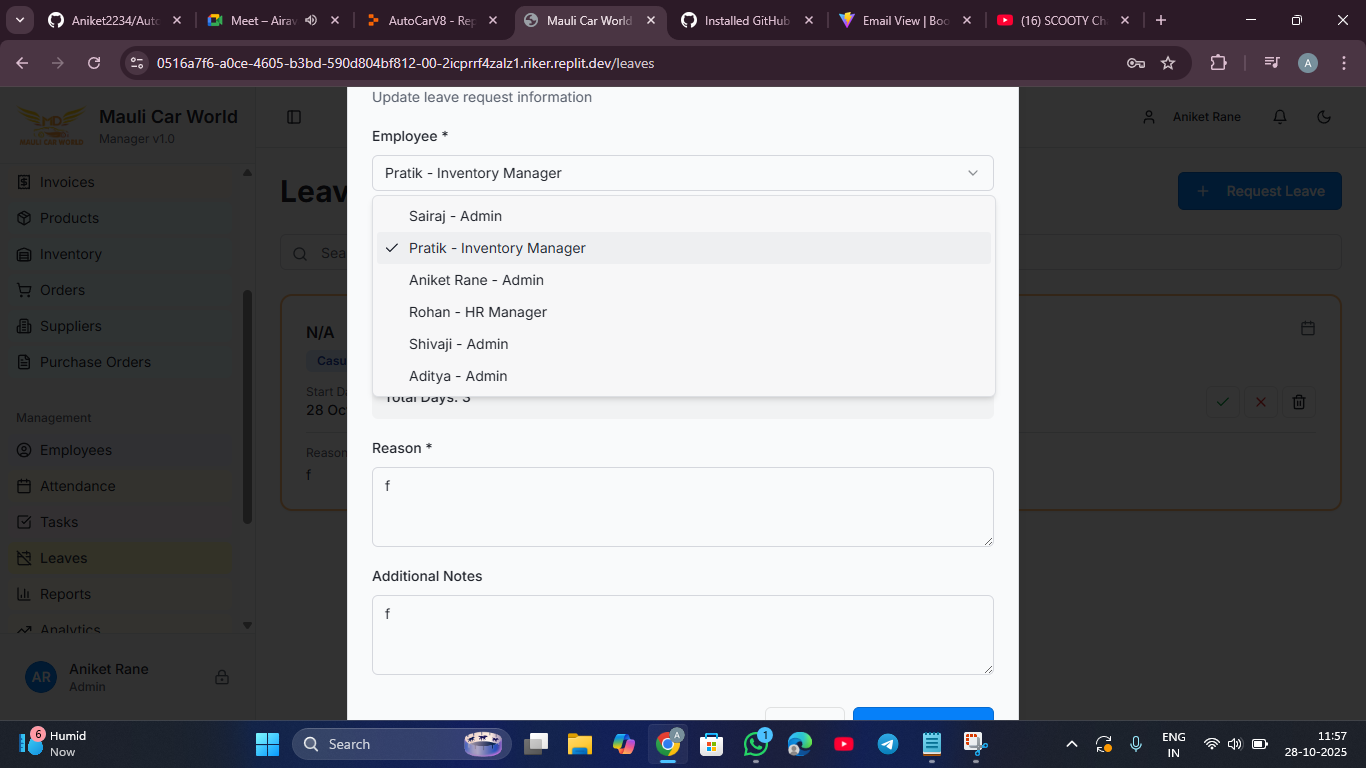 Aniket2234/Auto
Meet – Airav
AutoCarV8 – Rep
Mauli Car World
Installed GitHub
Email View | Boo
(16) SCOOTY Ch
0516a7f6-a0ce-4605-b3bd-590d804bf812-00-2icprrf4zalz1.riker.replit.dev/leaves
A
MD
MAULI CAR WORLD
Mauli Car World
Manager v1.0
Invoices
Products
Inventory
Orders
Suppliers
Purchase Orders
Management
Employees
Attendance
Tasks
Leaves
Reports
Analytics
AR
Aniket Rane
Admin
Aniket Rane
Leav
Request Leave
Sea
N/A
Casu
Start Da
28 Oc
Reason
f
Update leave request information
Employee *
Pratik - Inventory Manager
Sairaj - Admin
Pratik - Inventory Manager
Aniket Rane - Admin
Rohan - HR Manager
Shivaji - Admin
Aditya - Admin
Total Days: 3
Reason *
f
Additional Notes
f
6
Humid
Now
Search
A
1
ENG
IN
11:57
28-10-2025